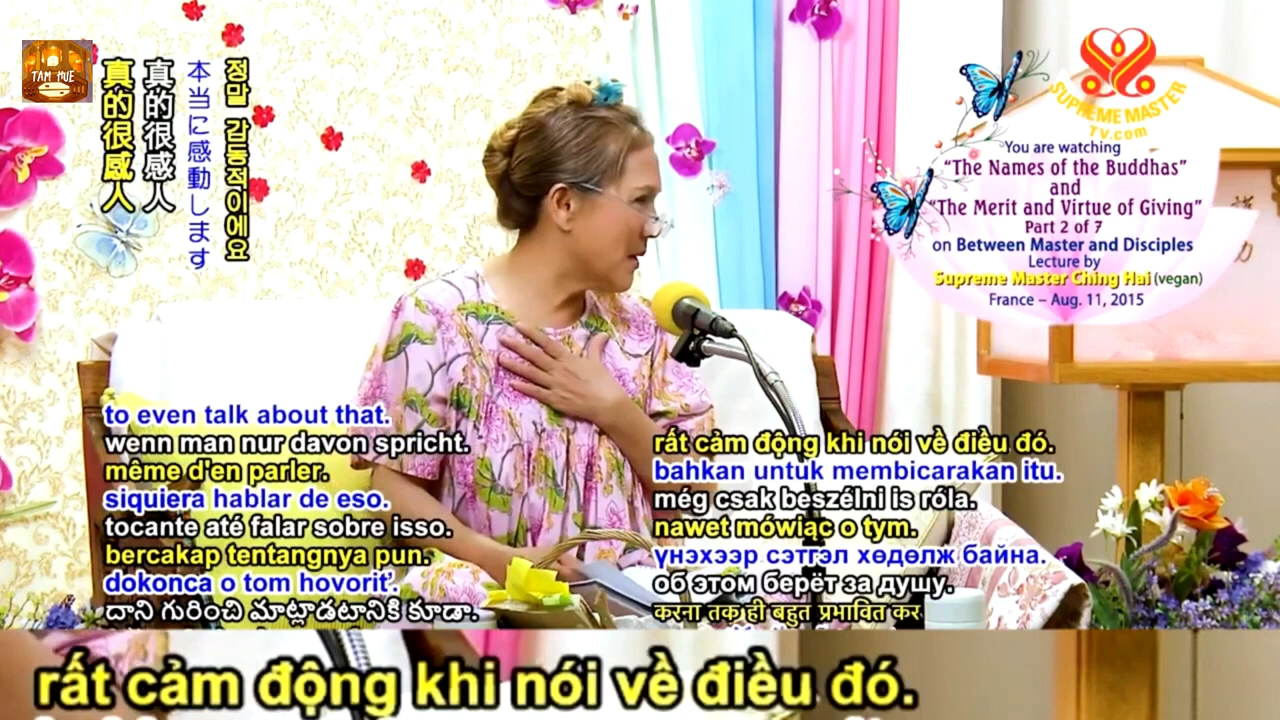 TAM HUE
真的很感人
真的很感人
本当に感動します
정말 감동적이에요
SUPREME MASTER
TV.com
You are watching
“The Names of the Buddhas”
and
“The Merit and Virtue of Giving”
Part 2 of 7
on Between Master and Disciples
Lecture by
Supreme Master Ching Hai (vegan)
France – Aug. 11, 2015
to even talk about that.
wenn man nur davon spricht.
même d'en parler.
siquiera hablar de eso.
tocante até falar sobre isso.
bercakap tentangnya pun.
dokonca o tom hovoriť.
దాని గురించి మాట్లాడటానికి కూడా.
rất cảm động khi nói về điều đó.
bahkan untuk membicarakan itu.
még csak beszélni is róla.
nawet mówiąc o tym.
үнэхээр сэтгэл хөдөлж байна.
об этом берёт за душу.
करना तक ही बहुत प्रभावित कर
rất cảm động khi nói về điều đó.